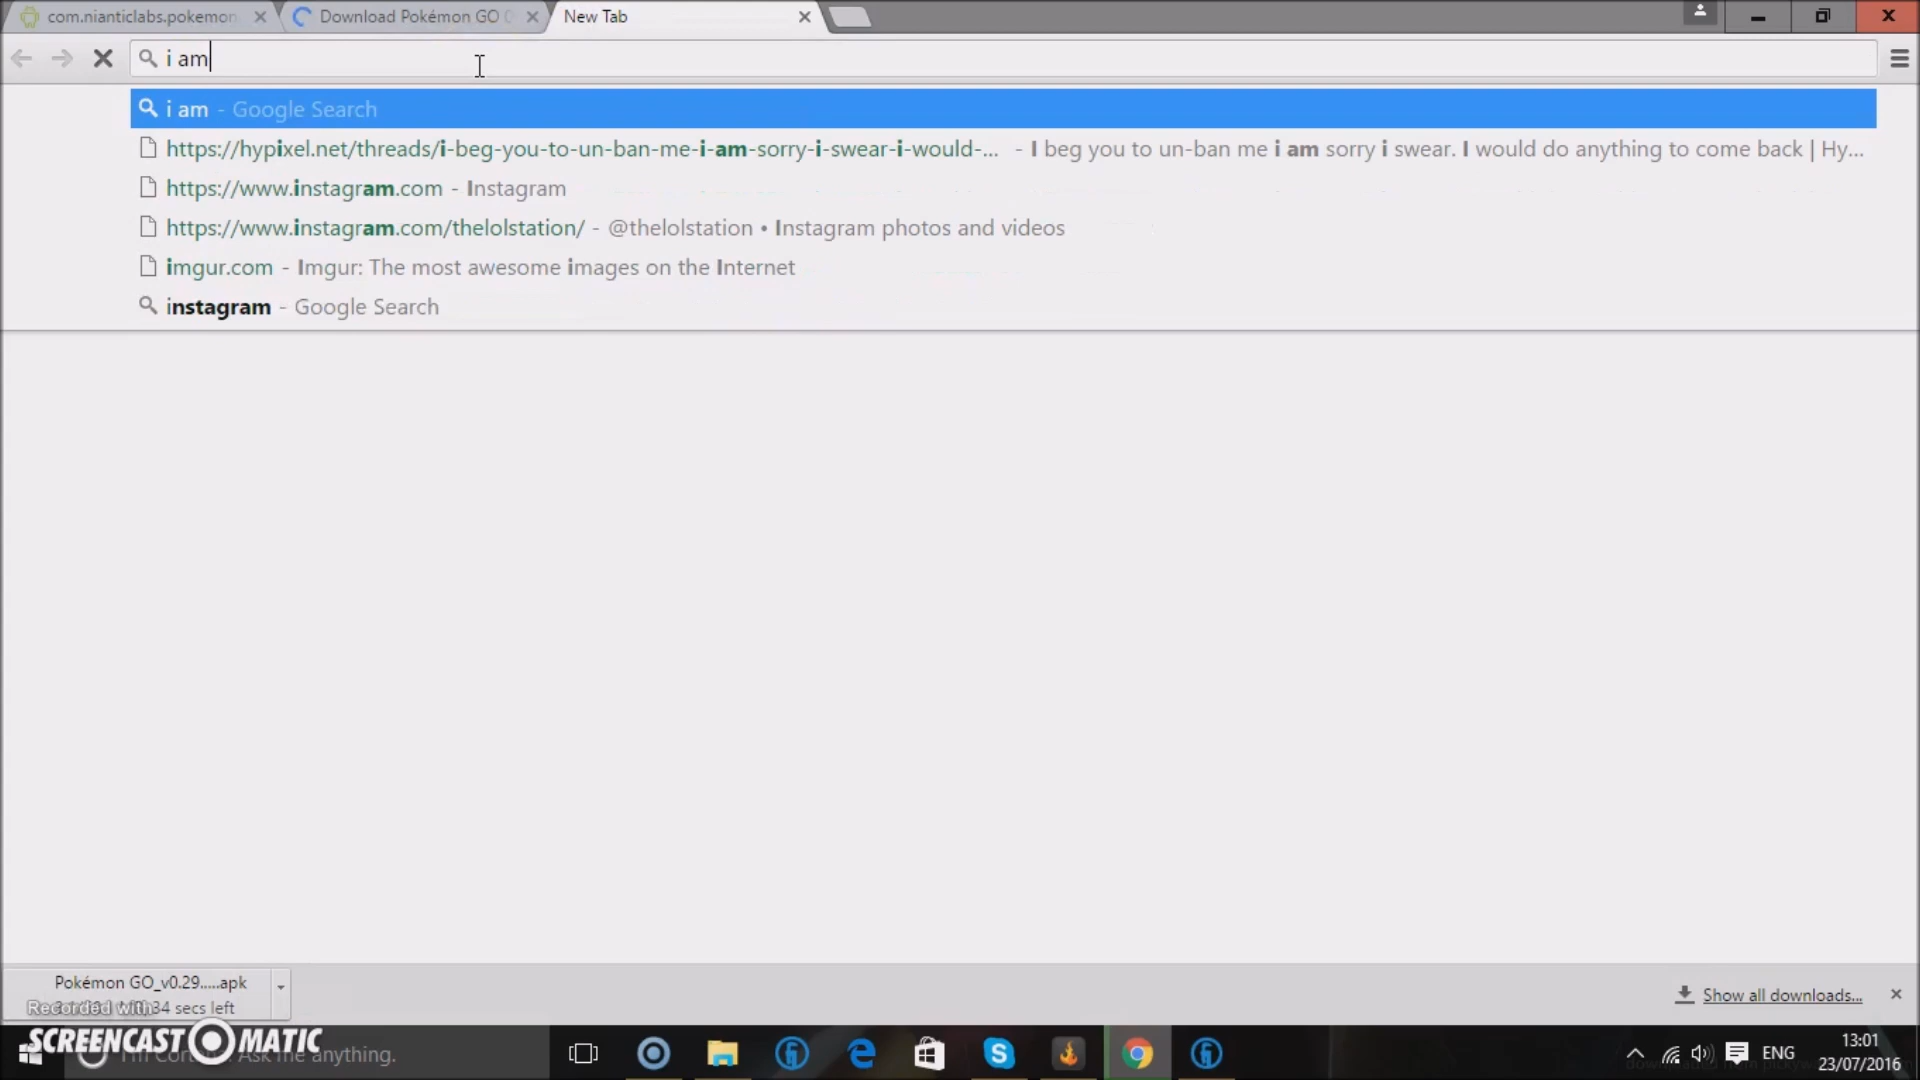 com.nianticlabs.pokemon
Download Pokémon GO
New Tab
i am
i am - Google Search
https://hypixel.net/threads/i-beg-you-to-un-ban-me-i-am-sorry-i-swear-i-would-... - I beg you to un-ban me i am sorry i swear. I would do anything to come back | Hy...
https://www.instagram.com - Instagram
https://www.instagram.com/thelolstation/ - @thelolstation • Instagram photos and videos
imgur.com - Imgur: The most awesome images on the Internet
instagram - Google Search
Pokémon GO_v0.29.....apk
34 secs left
Show all downloads...
Recorded with
SCREENCAST MATIC
Ask me anything.
ENG
13:01
23/07/2016